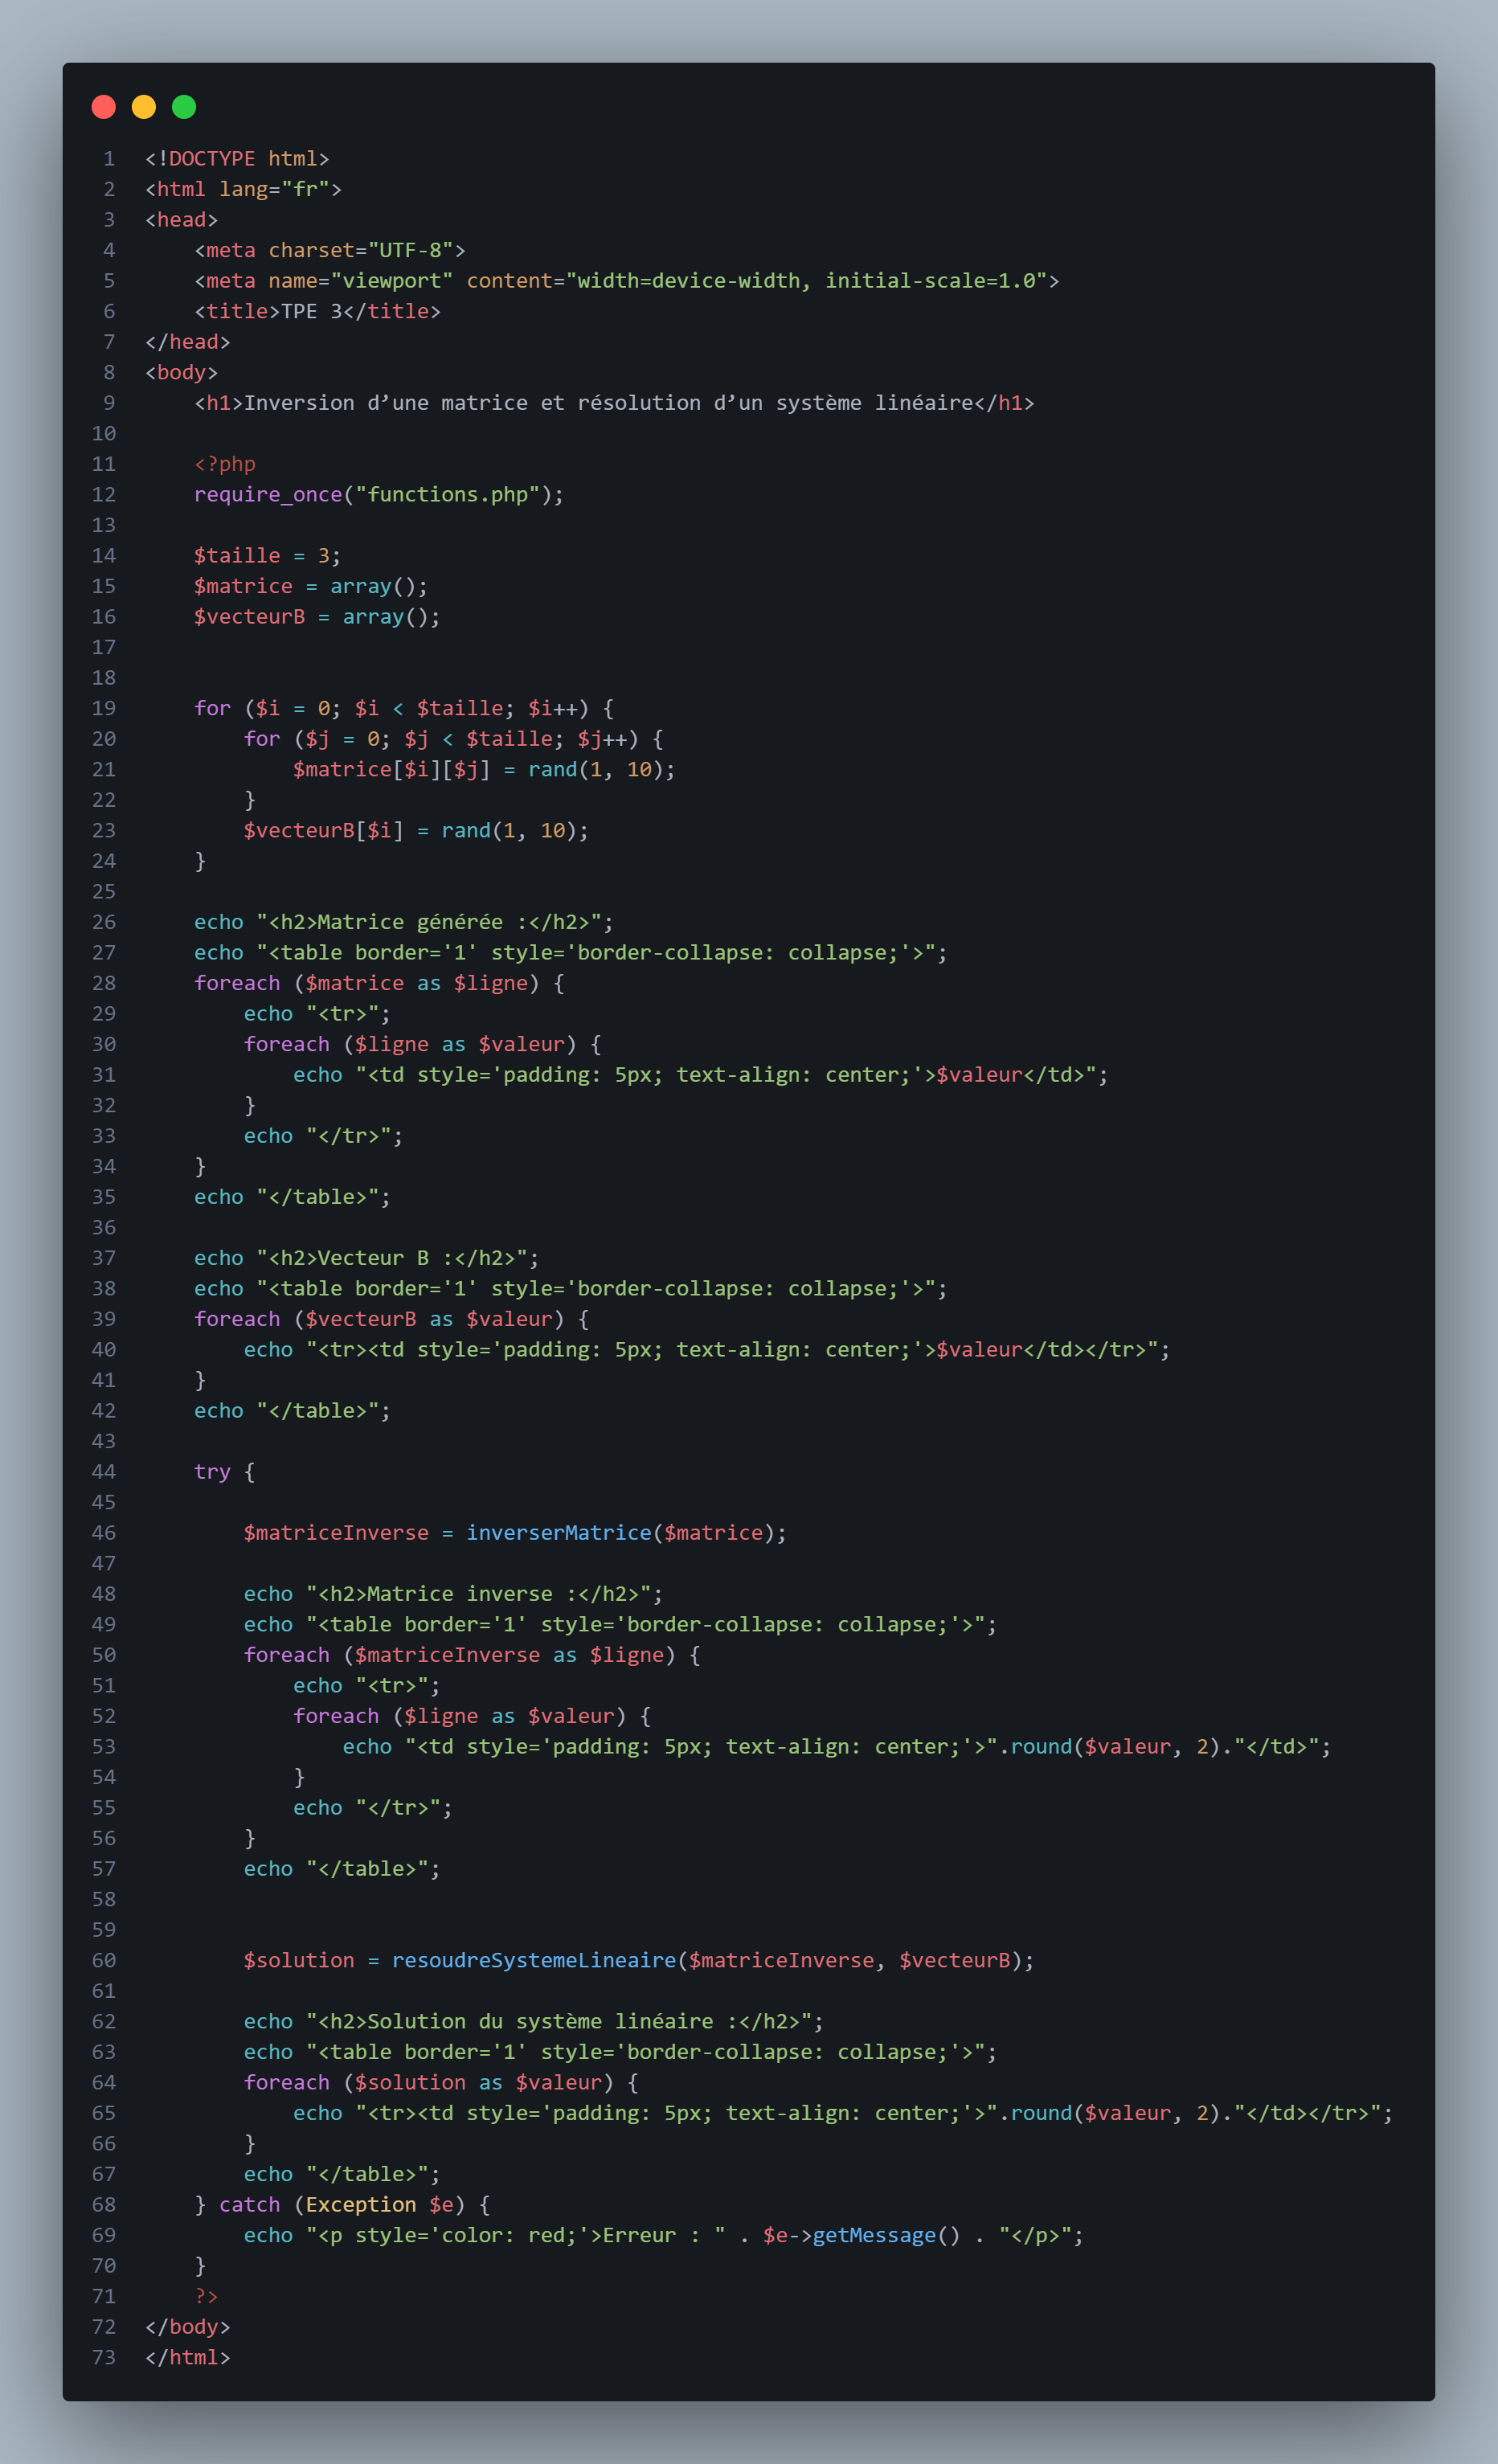 1 <!DOCTYPE html>
2 <html lang="fr">
3 <head>
4     <meta charset="UTF-8">
5     <meta name="viewport" content="width=device-width, initial-scale=1.0">
6     <title>TPE 3</title>
7 </head>
8 <body>
9     <h1>Inversion d’une matrice et résolution d’un système linéaire</h1>
10
11     <?php
12     require_once("functions.php");
13
14     $taille = 3;
15     $matrice = array();
16     $vecteurB = array();
17
18
19     for ($i = 0; $i < $taille; $i++) {
20         for ($j = 0; $j < $taille; $j++) {
21             $matrice[$i][$j] = rand(1, 10);
22         }
23         $vecteurB[$i] = rand(1, 10);
24     }
25
26     echo "<h2>Matrice générée :</h2>";
27     echo "<table border='1' style='border-collapse: collapse;'>";
28     foreach ($matrice as $ligne) {
29         echo "<tr>";
30         foreach ($ligne as $valeur) {
31             echo "<td style='padding: 5px; text-align: center;'>$valeur</td>";
32         }
33         echo "</tr>";
34     }
35     echo "</table>";
36
37     echo "<h2>Vecteur B :</h2>";
38     echo "<table border='1' style='border-collapse: collapse;'>";
39     foreach ($vecteurB as $valeur) {
40         echo "<tr><td style='padding: 5px; text-align: center;'>$valeur</td></tr>";
41     }
42     echo "</table>";
43
44     try {
45
46         $matriceInverse = inverserMatrice($matrice);
47
48         echo "<h2>Matrice inverse :</h2>";
49         echo "<table border='1' style='border-collapse: collapse;'>";
50         foreach ($matriceInverse as $ligne) {
51             echo "<tr>";
52             foreach ($ligne as $valeur) {
53                 echo "<td style='padding: 5px; text-align: center;'>".round($valeur, 2)."</td>";
54             }
55             echo "</tr>";
56         }
57         echo "</table>";
58
59
60         $solution = resoudreSystemeLineaire($matriceInverse, $vecteurB);
61
62         echo "<h2>Solution du système linéaire :</h2>";
63         echo "<table border='1' style='border-collapse: collapse;'>";
64         foreach ($solution as $valeur) {
65             echo "<tr><td style='padding: 5px; text-align: center;'>".round($valeur, 2)."</td></tr>";
66         }
67         echo "</table>";
68     } catch (Exception $e) {
69         echo "<p style='color: red;'>Erreur : " . $e->getMessage() . "</p>";
70     }
71     ?>
72 </body>
73 </html>